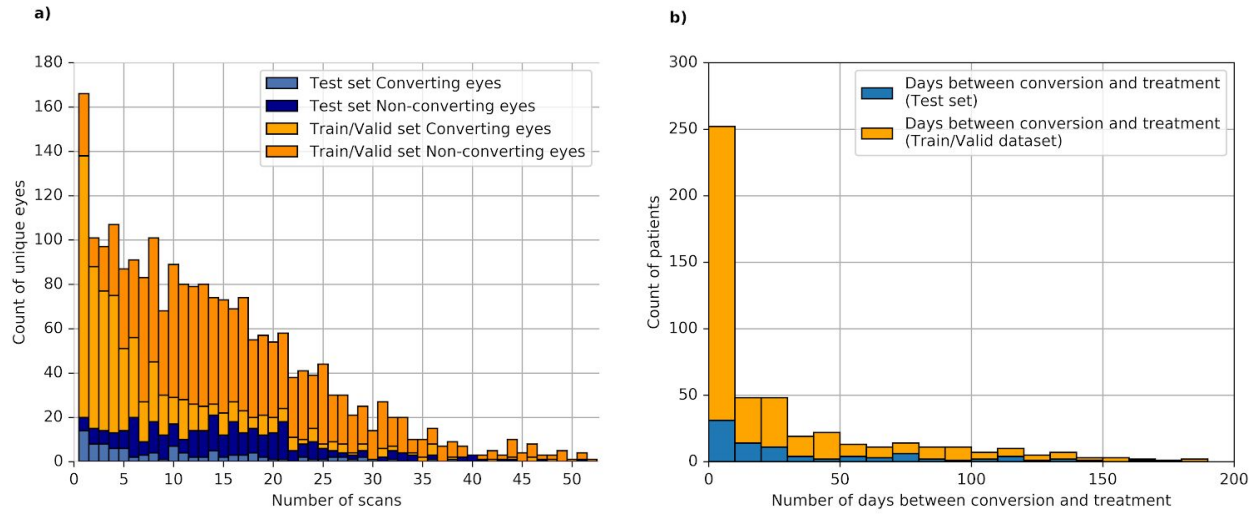 a)
180
160
140
120
100
80
60
40
20
0
Count of unique eyes
Test set Converting eyes
Test set Non-converting eyes
Train/Valid set Converting eyes
Train/Valid set Non-converting eyes
0 5 10 15 20 25 30 35 40 45 50
Number of scans
b)
300
250
200
150
100
50
0
Count of patients
Days between conversion and treatment
(Test set)
Days between conversion and treatment
(Train/Valid dataset)
0 50 100 150 200
Number of days between conversion and treatment